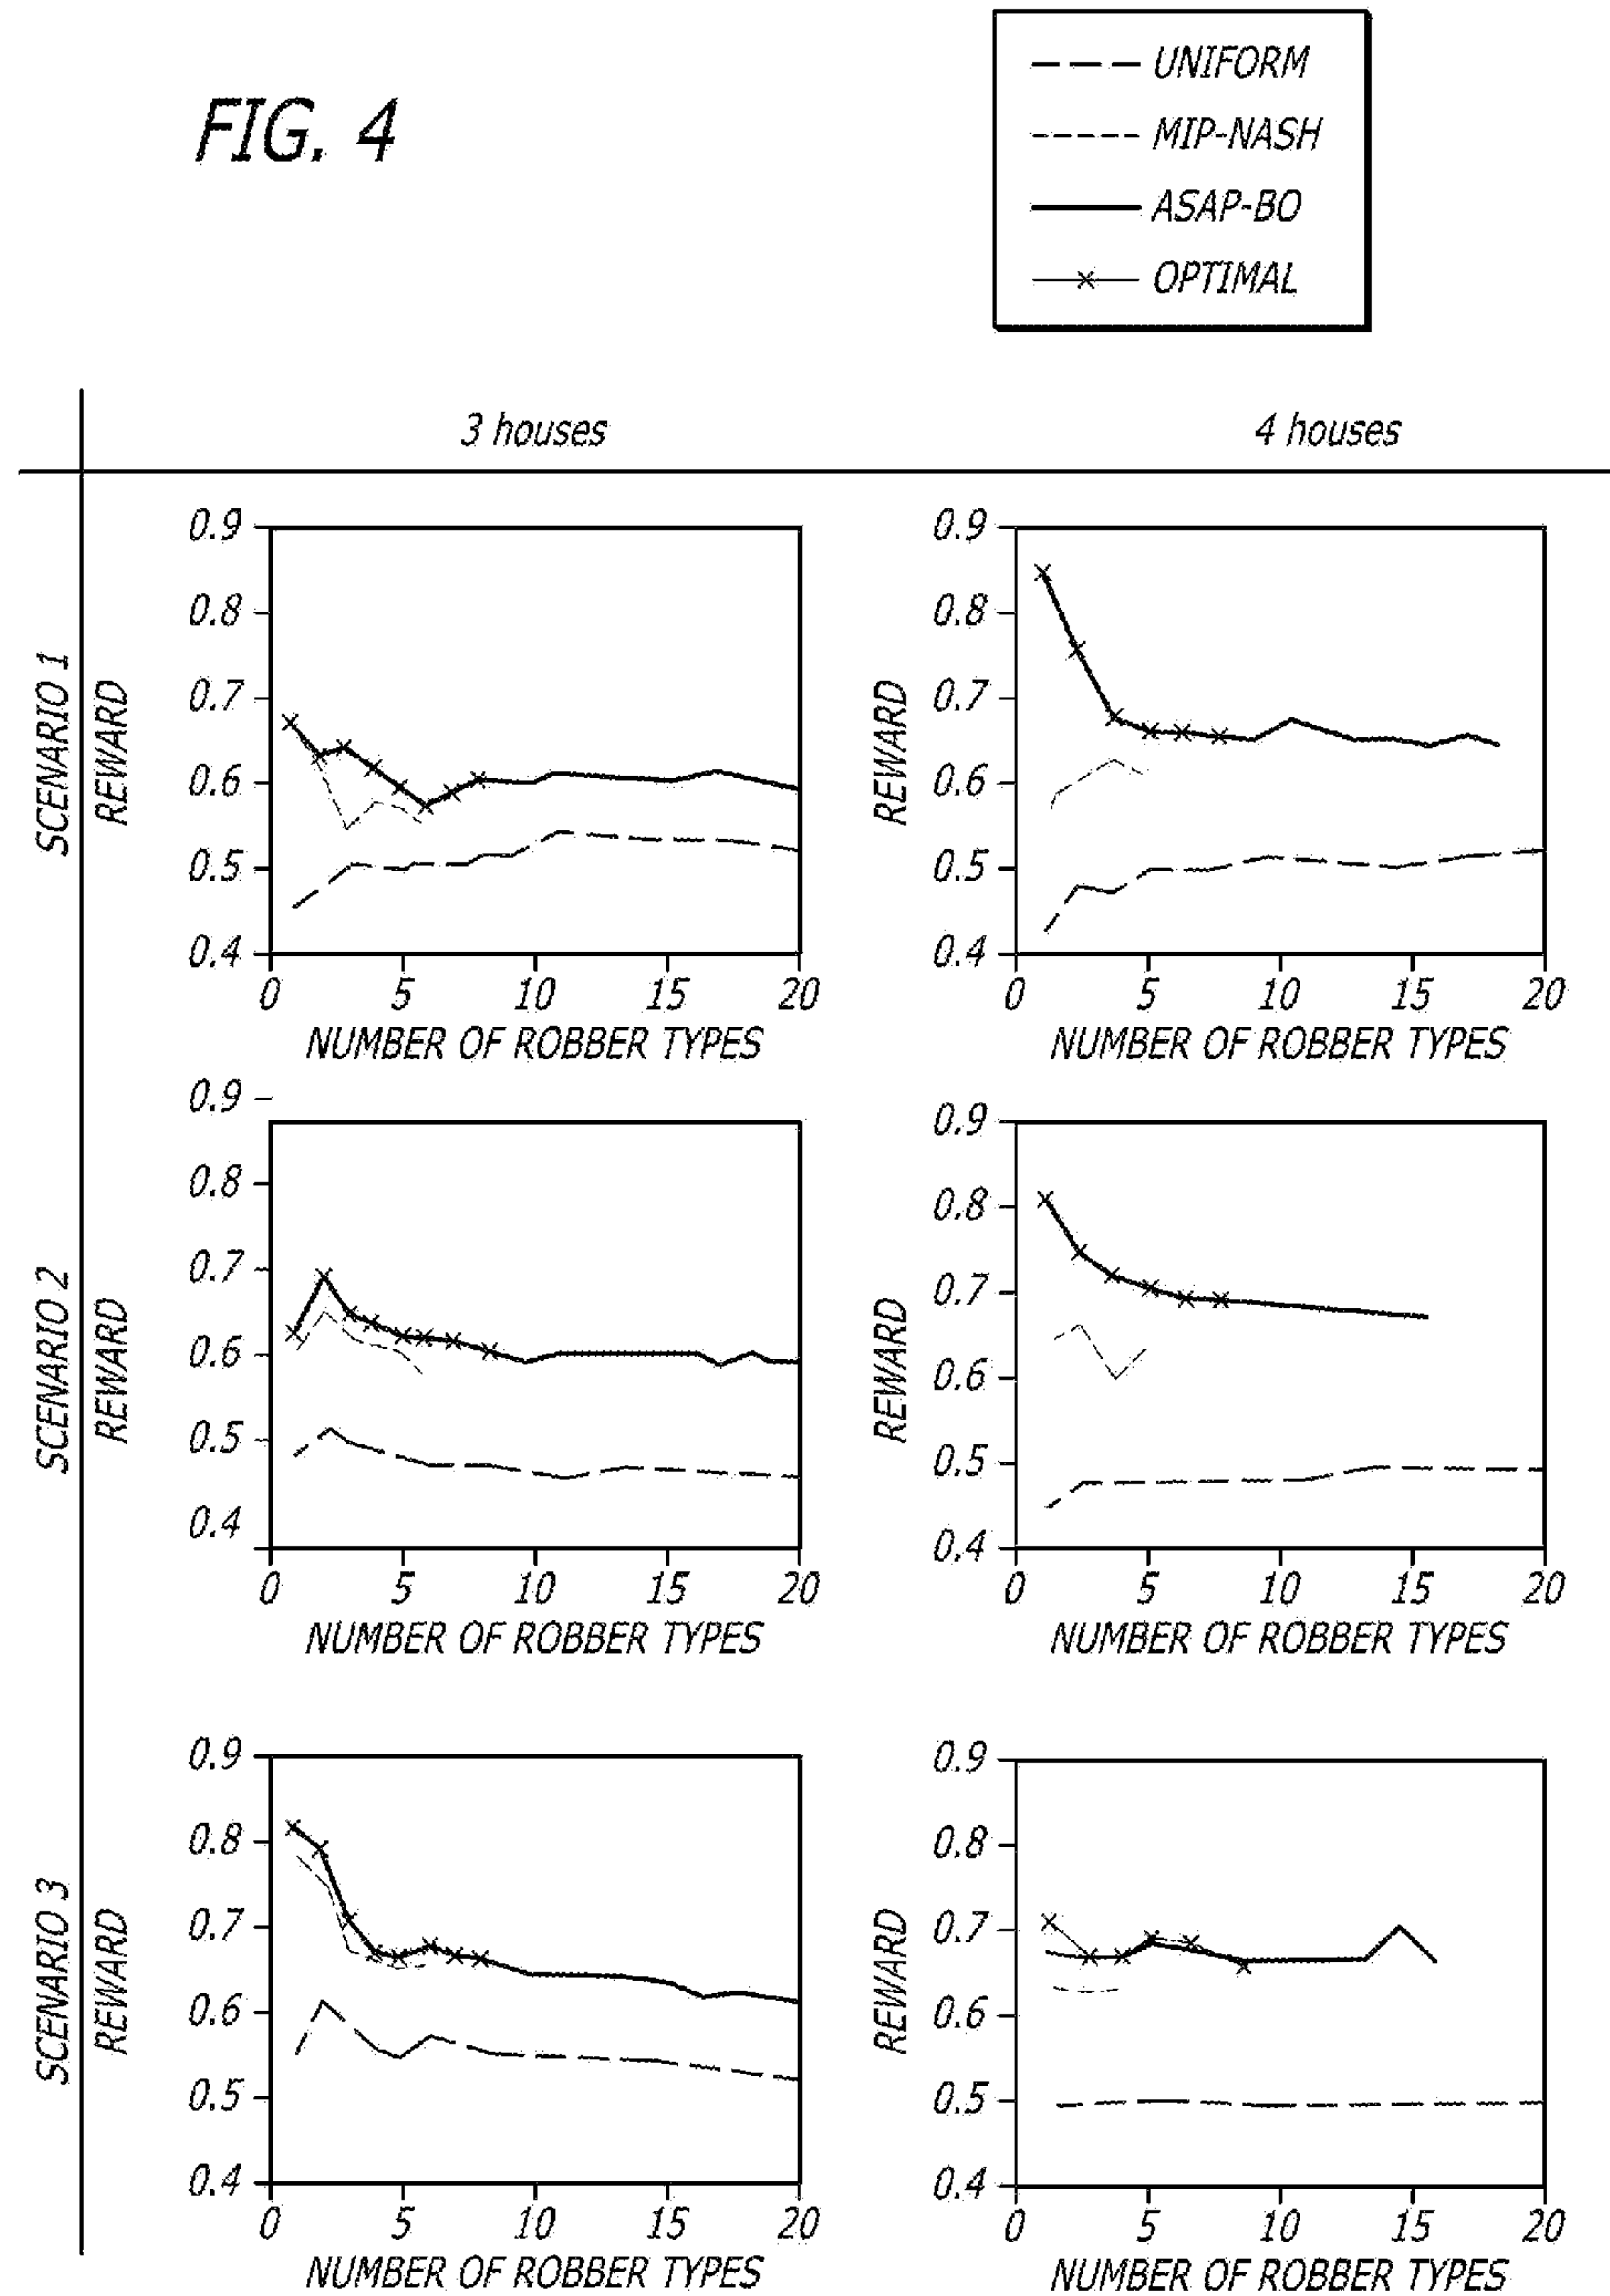 FIG. 4
UNIFORM
MIP-NASH
ASAP-BO
OPTIMAL
3 houses
4 houses
SCENARIO 1
REWARD
0.9
0.8
0.7
0.6
0.5
0.4
0 5 10 15 20
NUMBER OF ROBBER TYPES
REWARD
0.9
0.8
0.7
0.6
0.5
0.4
0 5 10 15 20
NUMBER OF ROBBER TYPES
SCENARIO 2
REWARD
0.9
0.8
0.7
0.6
0.5
0.4
0 5 10 15 20
NUMBER OF ROBBER TYPES
REWARD
0.9
0.8
0.7
0.6
0.5
0.4
0 5 10 15 20
NUMBER OF ROBBER TYPES
SCENARIO 3
REWARD
0.9
0.8
0.7
0.6
0.5
0.4
0 5 10 15 20
NUMBER OF ROBBER TYPES
REWARD
0.9
0.8
0.7
0.6
0.5
0.4
0 5 10 15 20
NUMBER OF ROBBER TYPES